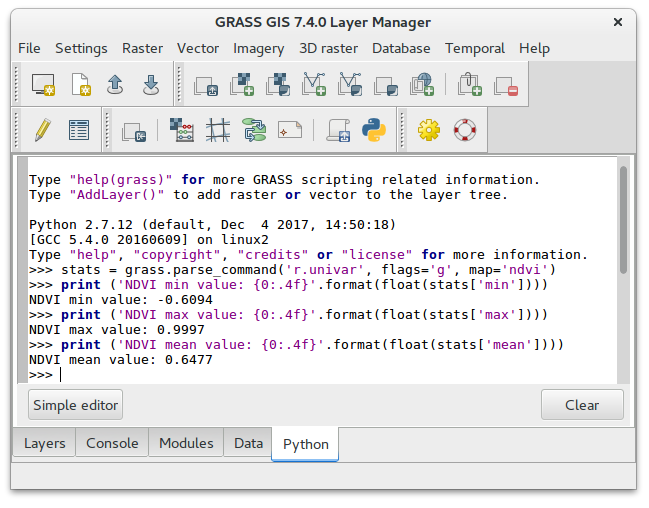 GRASS GIS 7.4.0 Layer Manager
File Settings Raster Vector Imagery 3D raster Database Temporal Help
Type "help(grass)" for more GRASS scripting related information.
Type "AddLayer()" to add raster or vector to the layer tree.
Python 2.7.12 (default, Dec  4 2017, 14:50:18)
[GCC 5.4.0 20160609] on linux2
Type "help", "copyright", "credits" or "license" for more information.
>>> stats = grass.parse_command('r.univar', flags='g', map='ndvi')
>>> print ('NDVI min value: {0:.4f}'.format(float(stats['min'])))
NDVI min value: -0.6094
>>> print ('NDVI max value: {0:.4f}'.format(float(stats['max'])))
NDVI max value: 0.9997
>>> print ('NDVI mean value: {0:.4f}'.format(float(stats['mean'])))
NDVI mean value: 0.6477
>>>
Simple editor Clear
Layers Console Modules Data Python